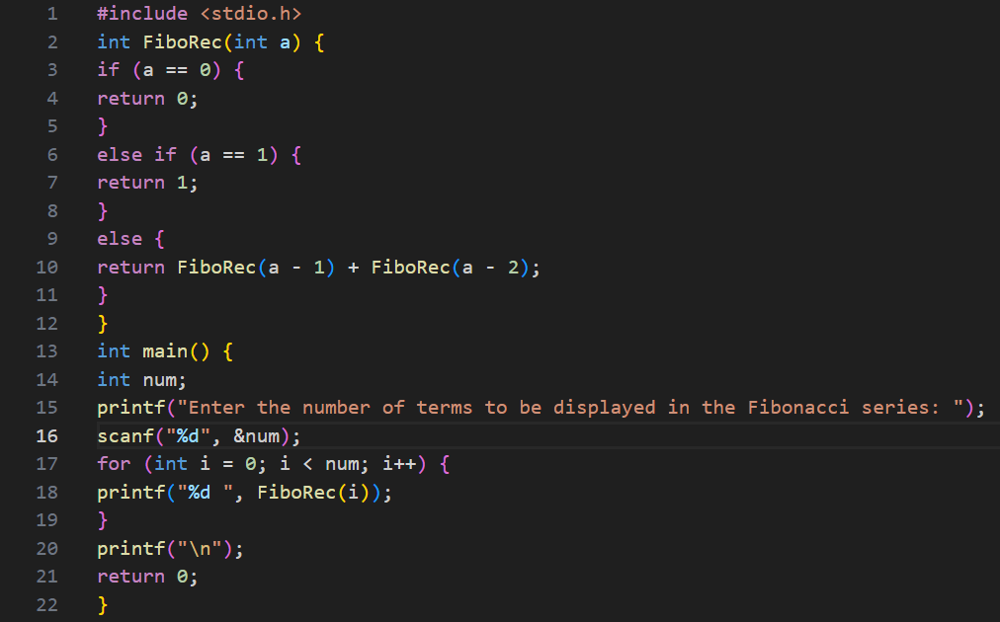 1 #include <stdio.h>
2 int FiboRec(int a) {
3 if (a == 0) {
4 return 0;
5 }
6 else if (a == 1) {
7 return 1;
8 }
9 else {
10 return FiboRec(a - 1) + FiboRec(a - 2);
11 }
12 }
13 int main() {
14 int num;
15 printf("Enter the number of terms to be displayed in the Fibonacci series: ");
16 scanf("%d", &num);
17 for (int i = 0; i < num; i++) {
18 printf("%d ", FiboRec(i));
19 }
20 printf("\n");
21 return 0;
22 }